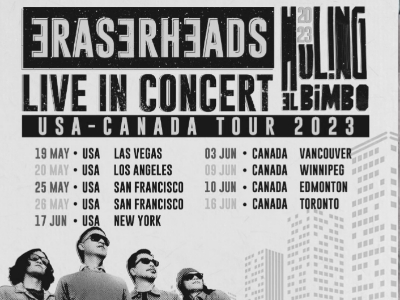 ERASERHEADS
LIVE IN CONCERT
2023
HULING
EL BiMBO
USA-CANADA TOUR 2023
19 MAY • USA LAS VEGAS
20 MAY • USA LOS ANGELES
25 MAY • USA SAN FRANCISCO
26 MAY • USA SAN FRANCISCO
17 JUN • USA NEW YORK
03 JUN • CANADA VANCOUVER
09 JUN • CANADA WINNIPEG
10 JUN • CANADA EDMONTON
16 JUN • CANADA TORONTO